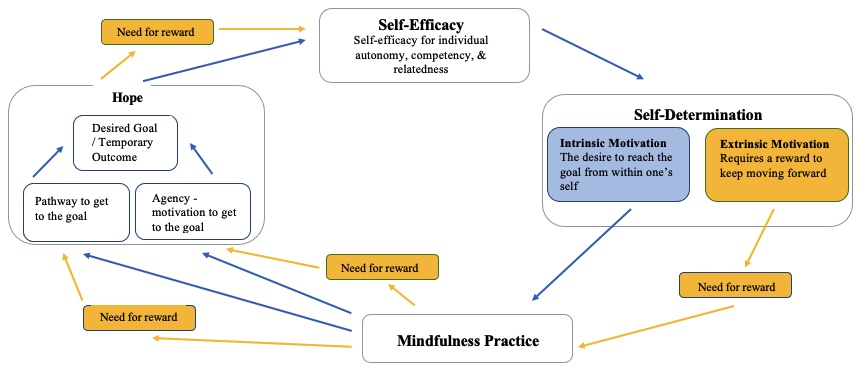 Need for reward
Self-Efficacy
Self-efficacy for individual
autonomy, competency, &
relatedness
Hope
Desired Goal
/ Temporary
Outcome
Pathway to get
to the goal
Agency -
motivation to get
to the goal
Self-Determination
Intrinsic Motivation
The desire to reach the
goal from within one's
self
Extrinsic Motivation
Requires a reward to
keep moving forward
Need for reward
Need for reward
Need for reward
Mindfulness Practice